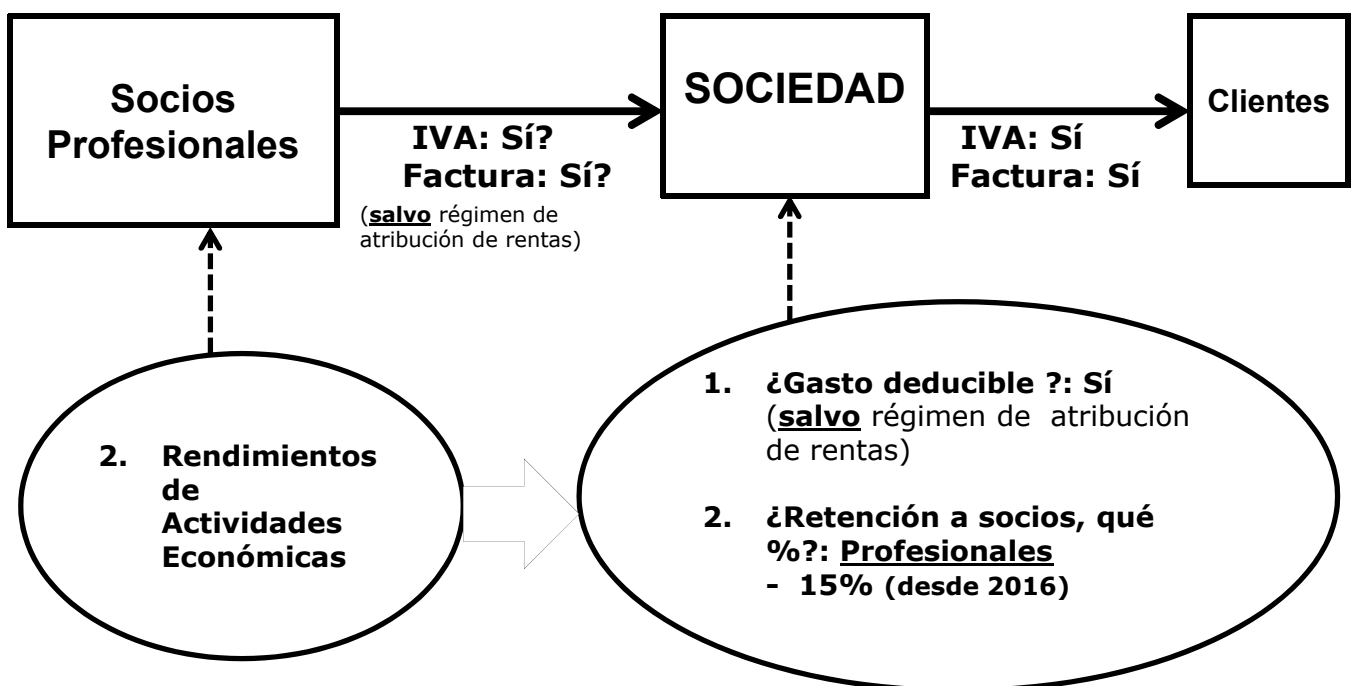 Socios
Profesionales
IVA: Sí?
Factura: Sí?
(salvo régimen de
atribución de rentas)
SOCIEDAD
IVA: Sí
Factura: Sí
Clientes
2. Rendimientos
de
Actividades
Económicas
1. ¿Gasto deducible ?: Sí
(salvo régimen de atribución
de rentas)
2. ¿Retención a socios, qué
%?: Profesionales
- 15% (desde 2016)